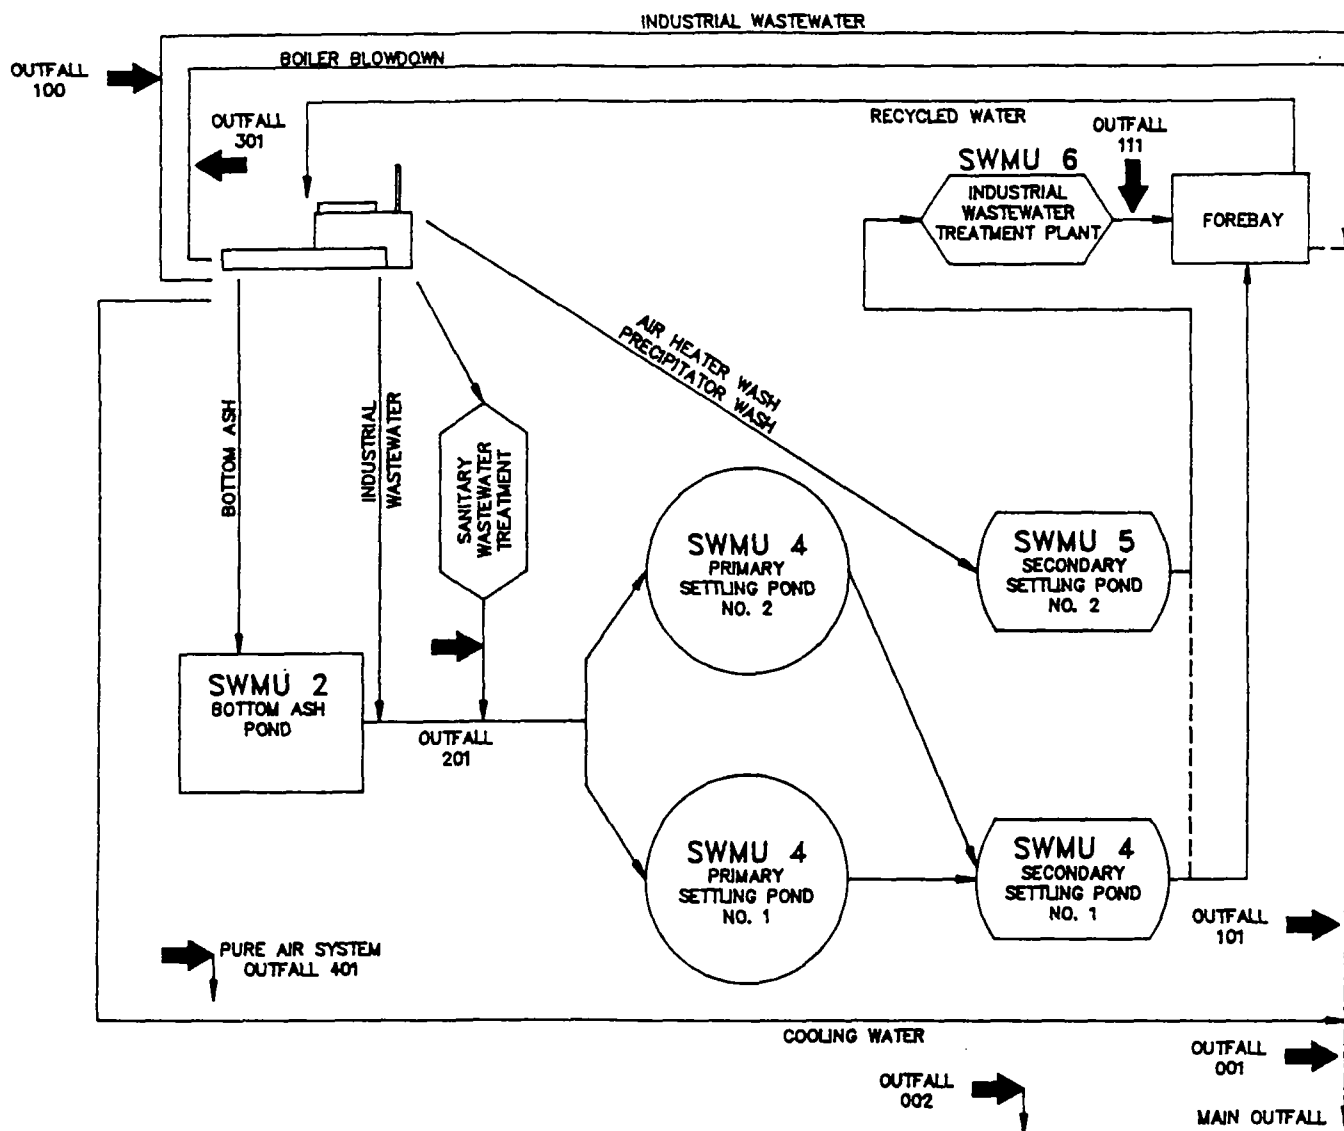 INDUSTRIAL WASTEWATER
BOILER BLOWDOWN
OUTFALL
100
OUTFALL
301
RECYCLED WATER
OUTFALL
111
SWMU 6
INDUSTRIAL
WASTEWATER
TREATMENT PLANT
FOREBAY
AIR HEATER WASH
PRECIPITATOR WASH
BOTTOM ASH
INDUSTRIAL
WASTEWATER
SANITARY
WASTEWATER
TREATMENT
SWMU 4
PRIMARY
SETTLING POND
NO. 2
SWMU 5
SECONDARY
SETTLING POND
NO. 2
SWMU 2
BOTTOM ASH
POND
OUTFALL
201
SWMU 4
PRIMARY
SETTLING POND
NO. 1
SWMU 4
SECONDARY
SETTLING POND
NO. 1
OUTFALL
101
PURE AIR SYSTEM
OUTFALL 401
COOLING WATER
OUTFALL
001
OUTFALL
002
MAIN OUTFALL